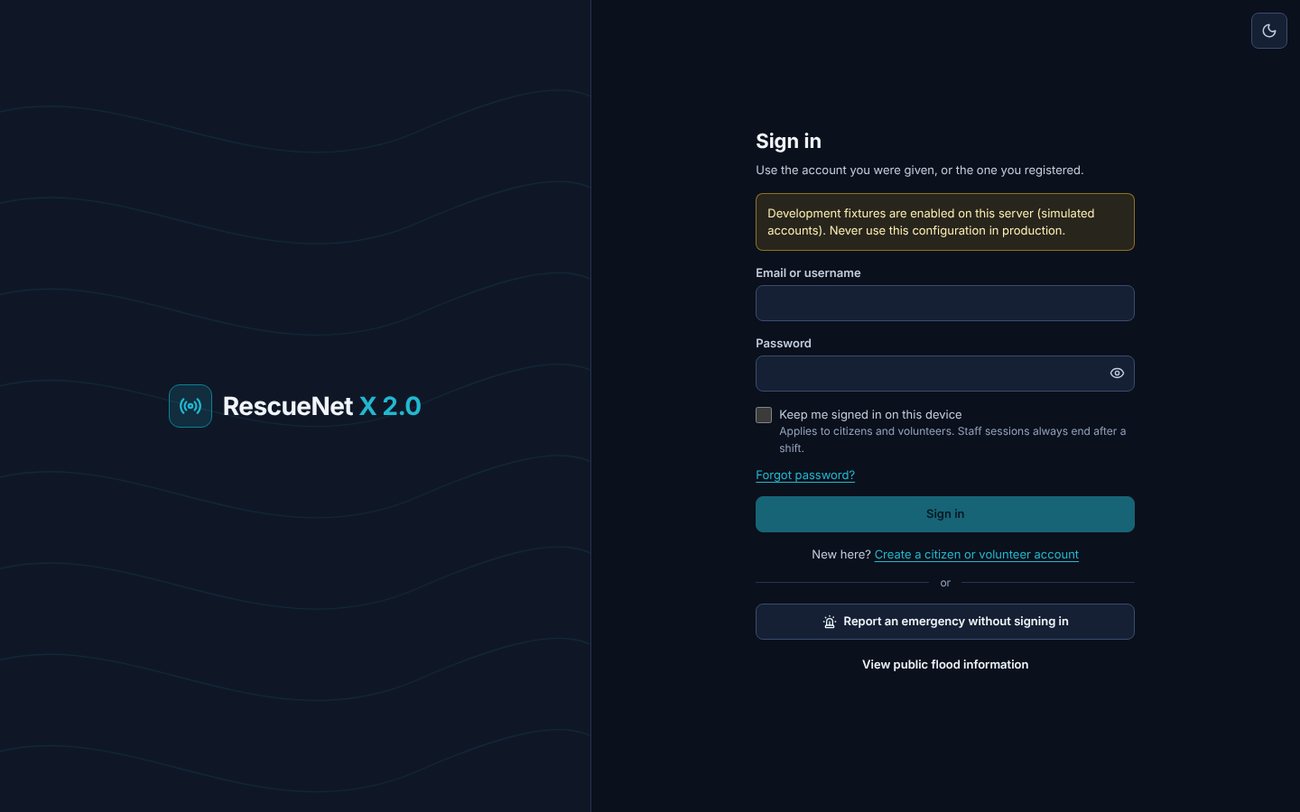 RescueNet X 2.0
Sign in
Use the account you were given, or the one you registered.
Development fixtures are enabled on this server (simulated
accounts). Never use this configuration in production.
Email or username
Password
Keep me signed in on this device
Applies to citizens and volunteers. Staff sessions always end after a
shift.
Forgot password?
Sign in
New here? Create a citizen or volunteer account
or
Report an emergency without signing in
View public flood information